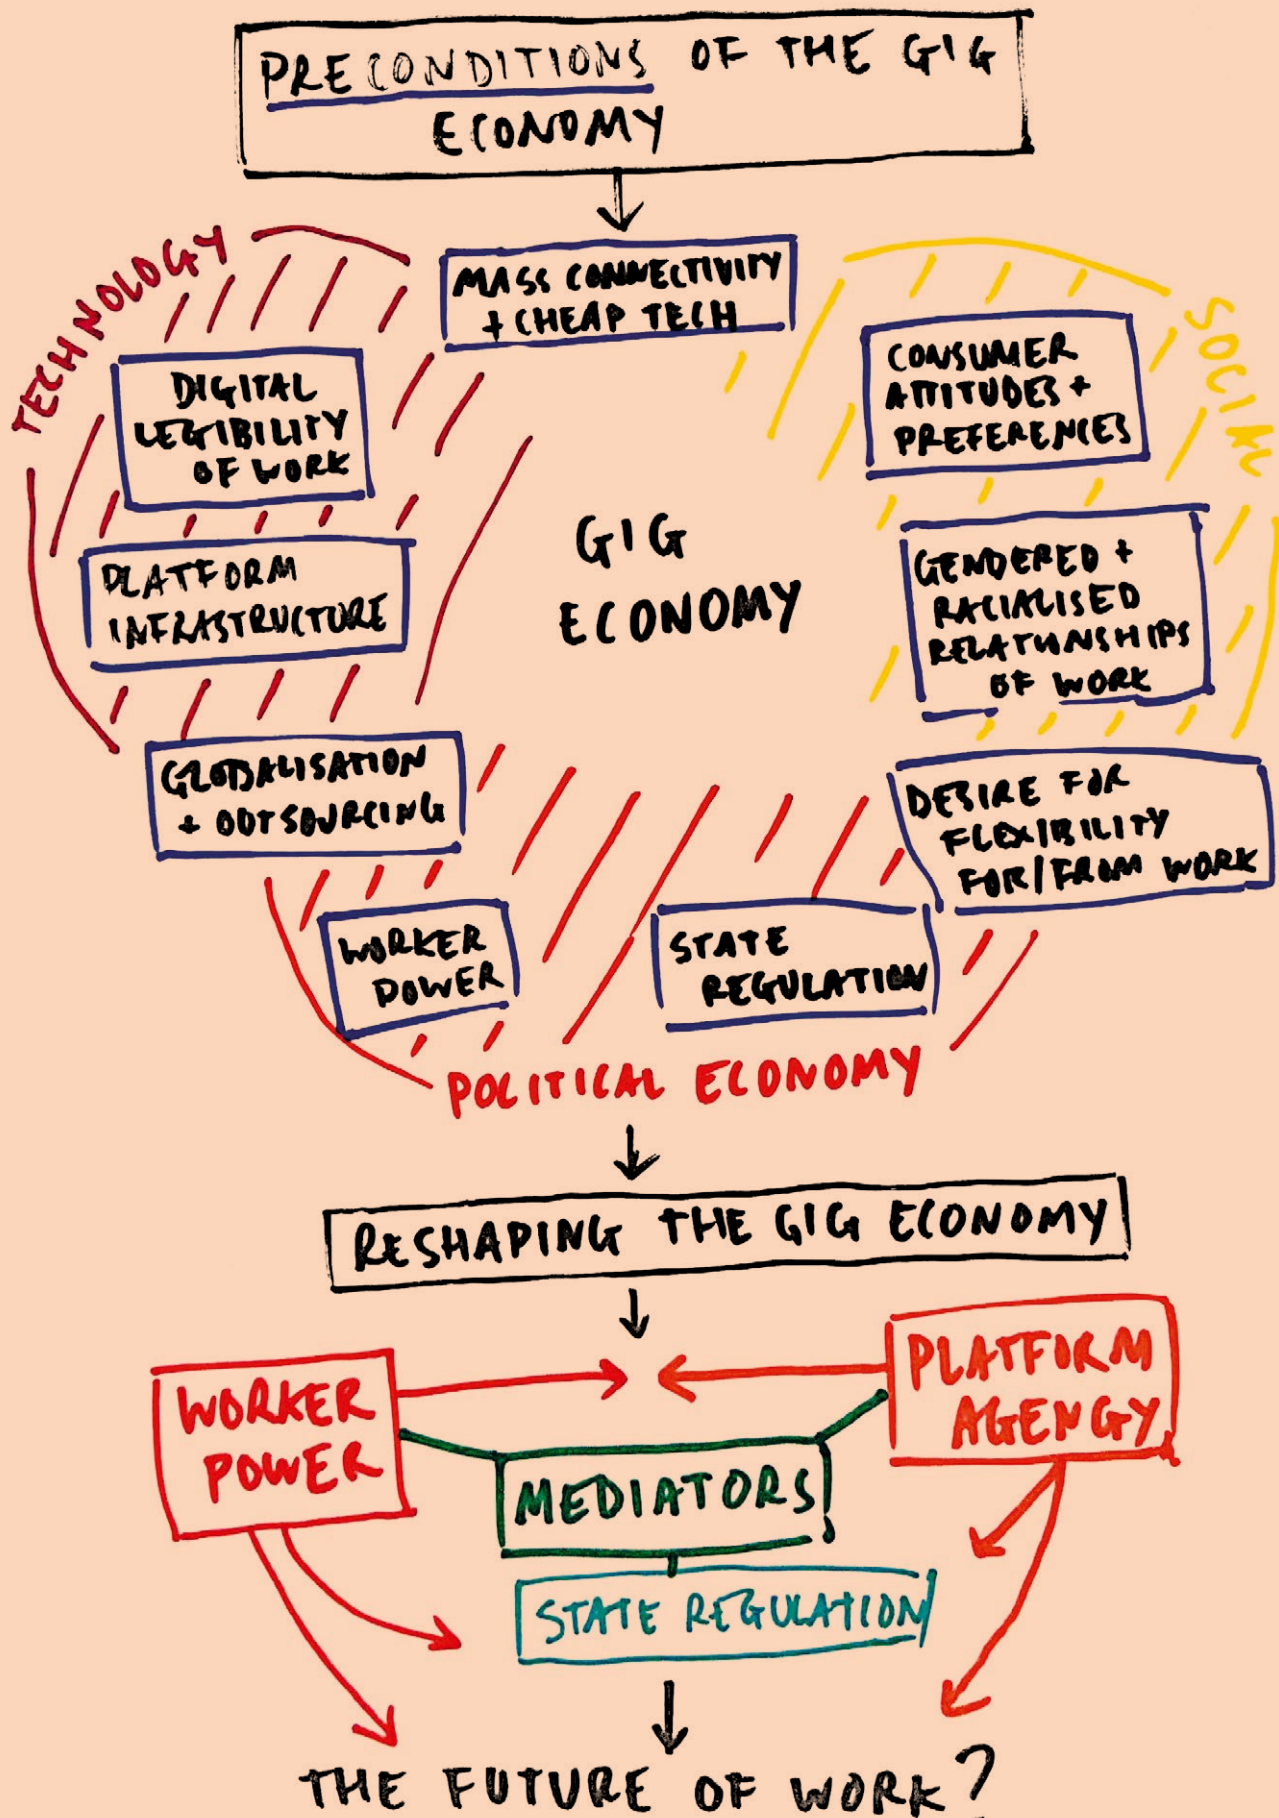 PRECONDITIONS OF THE GIG
ECONOMY
TECHNOLOGY
MASS CONNECTIVITY
+ CHEAP TECH
SOCIAL
DIGITAL
LEGIBILITY
OF WORK
CONSUMER
ATTITUDES +
PREFERENCES
PLATFORM
INFRASTRUCTURE
GIG
ECONOMY
GENDERED +
RACIALISED
RELATIONSHIPS
OF WORK
GLOBALISATION
+ OUTSOURCING
DESIRE FOR
FLEXIBILITY
FOR/FROM WORK
WORKER
POWER
STATE
REGULATION
POLITICAL ECONOMY
RESHAPING THE GIG ECONOMY
WORKER
POWER
PLATFORM
AGENCY
MEDIATORS
STATE REGULATION
THE FUTURE OF WORK?